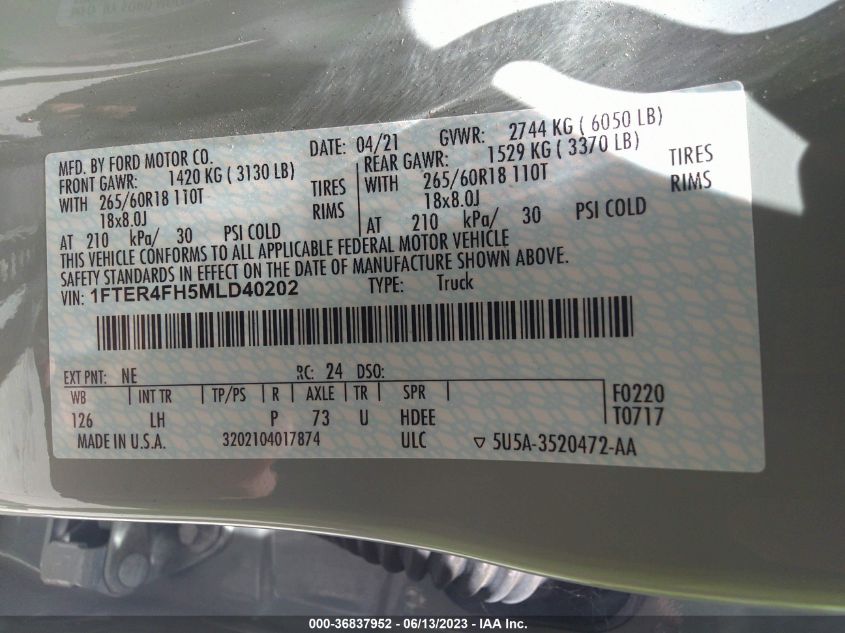 MFD. BY FORD MOTOR CO. DATE: 04/21 GVWR: 2744 KG ( 6050 LB)
FRONT GAWR: 1420 KG ( 3130 LB) REAR GAWR: 1529 KG ( 3370 LB)
WITH 265/60R18 110T TIRES WITH 265/60R18 110T TIRES
18x8.0J RIMS 18x8.0J RIMS
AT 210 kPa/ 30 PSI COLD AT 210 kPa/ 30 PSI COLD
THIS VEHICLE CONFORMS TO ALL APPLICABLE FEDERAL MOTOR VEHICLE
SAFETY STANDARDS IN EFFECT ON THE DATE OF MANUFACTURE SHOWN ABOVE.
VIN: 1FTER4FH5MLD40202 TYPE: Truck
EXT PNT: NE RC: 24 DSO:
WB INT TR TP/PS R AXLE TR SPR F0220
126 LH P 73 U HDEE T0717
MADE IN U.S.A. 3202104017874 ULC ▽ 5U5A-3520472-AA
000-36837952 - 06/13/2023 - IAA Inc.